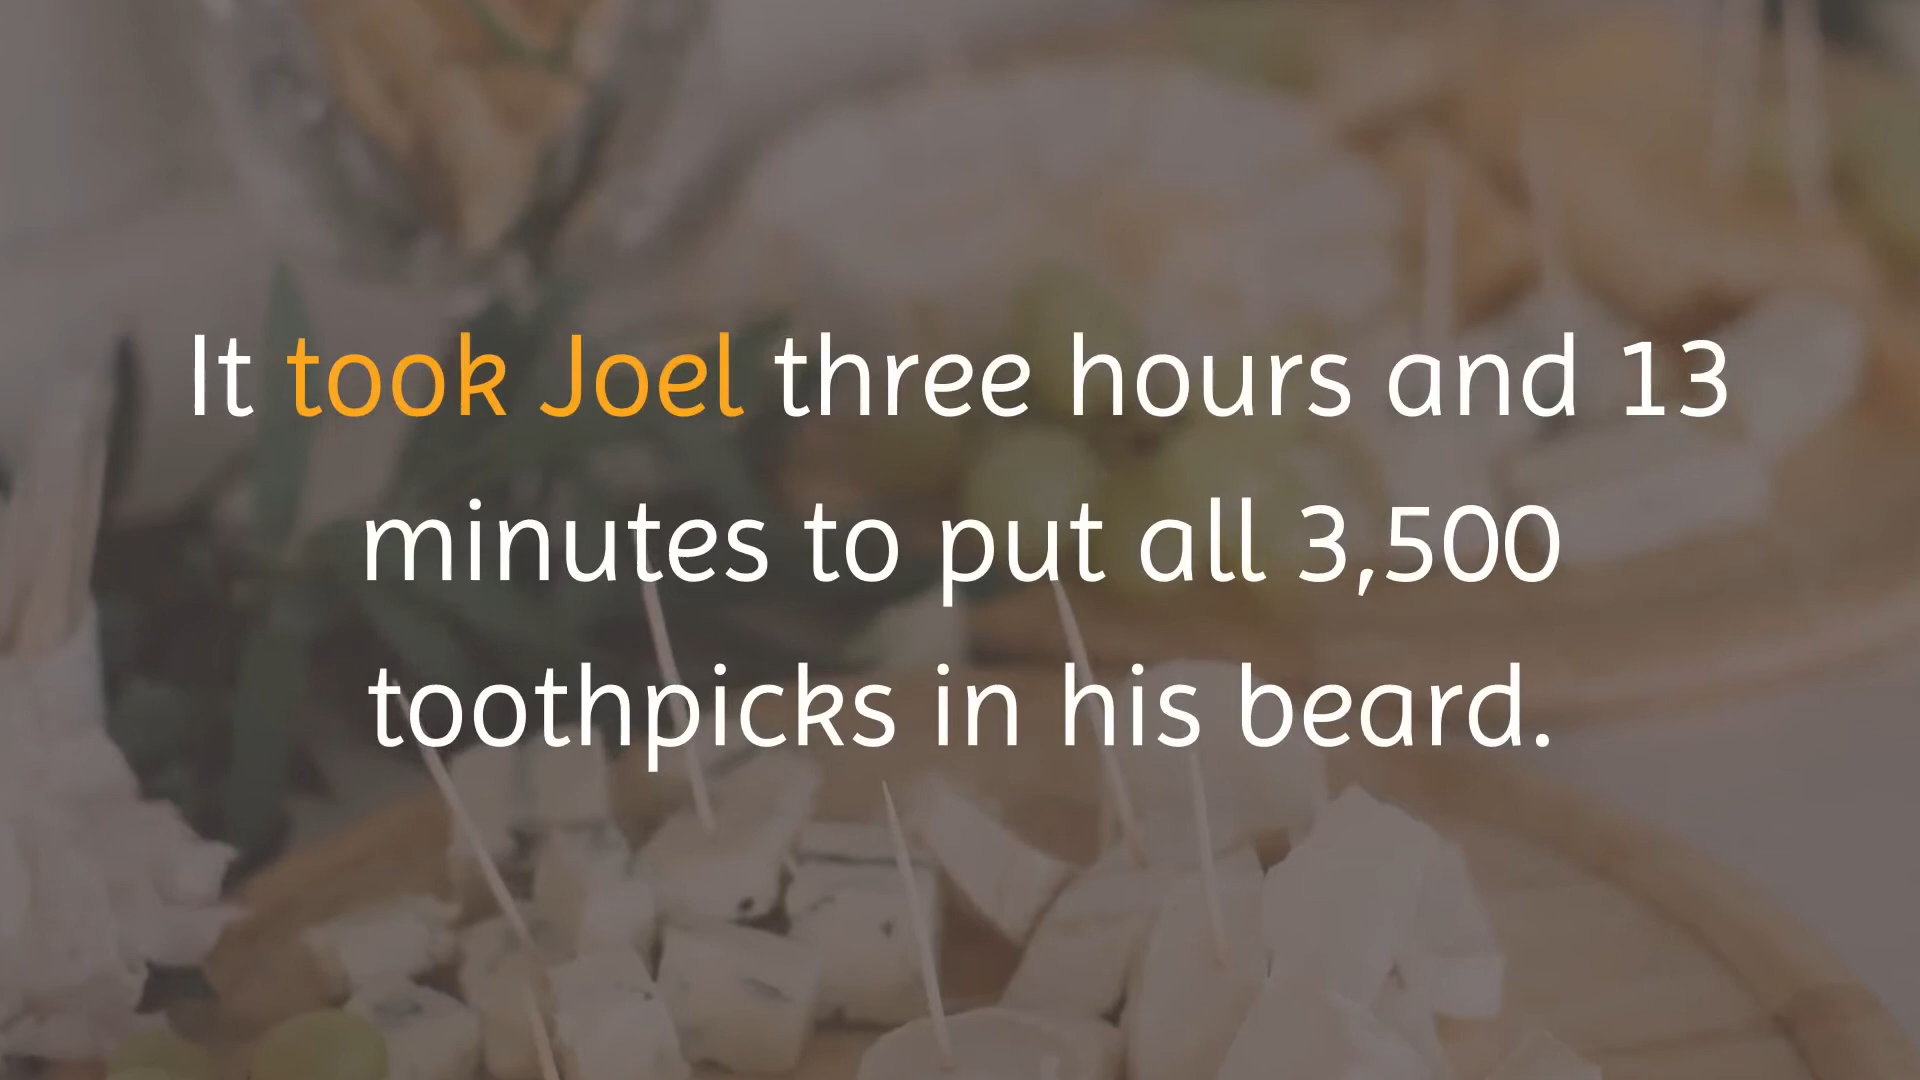 It took Joel three hours and 13
minutes to put all 3,500
toothpicks in his beard.